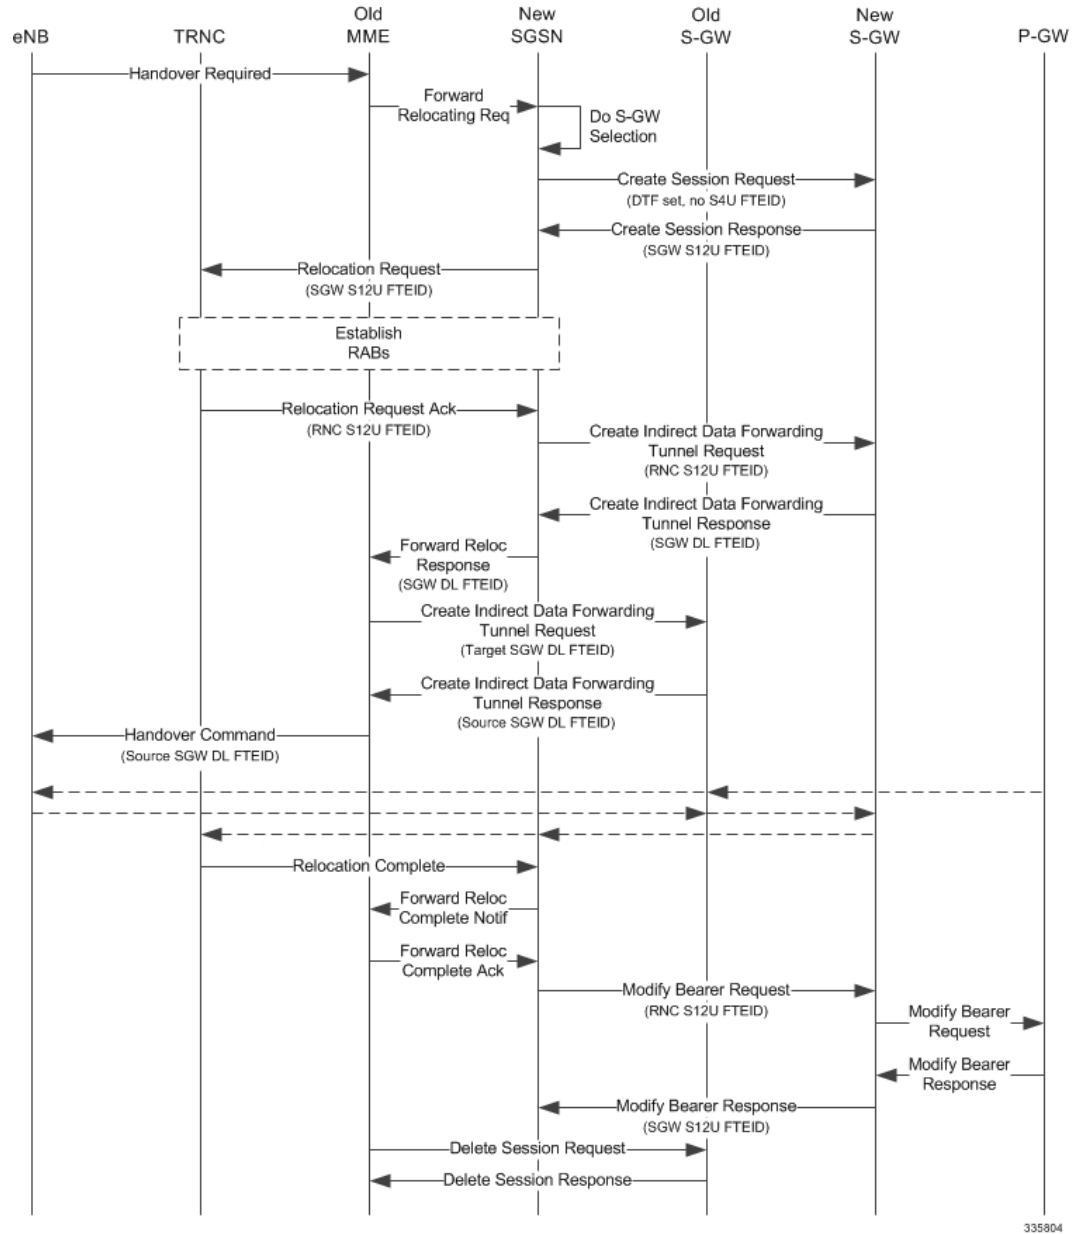 Old
New
Old
New
eNB
TRNC
MME
SGSN
S-GW
S-GW
P-GW
Handover Required
Forward
Relocating Req
Do S-GW
Selection
Create Session Request
(DTF set, no S4U FTEID)
Create Session Response
(SGW S12U FTEID)
Relocation Request
(SGW S12U FTEID)
Establish
RABs
Relocation Request Ack
(RNC S12U FTEID)
Create Indirect Data Forwarding
Tunnel Request
(RNC S12U FTEID)
Create Indirect Data Forwarding
Tunnel Response
(SGW DL FTEID)
Forward Reloc
Response
(SGW DL FTEID)
Create Indirect Data Forwarding
Tunnel Request
(Target SGW DL FTEID)
Create Indirect Data Forwarding
Tunnel Response
(Source SGW DL FTEID)
Handover Command
(Source SGW DL FTEID)
Relocation Complete
Forward Reloc
Complete Notif
Forward Reloc
Complete Ack
Modify Bearer Request
(RNC S12U FTEID)
Modify Bearer
Request
Modify Bearer
Response
Modify Bearer Response
(SGW S12U FTEID)
Delete Session Request
Delete Session Response
335804